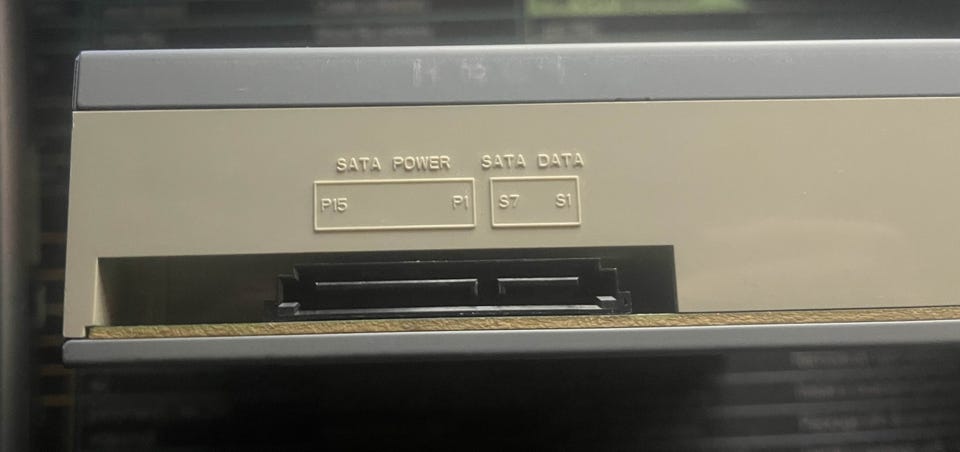 SATA POWER SATA DATA
P15 P1 S7 S1